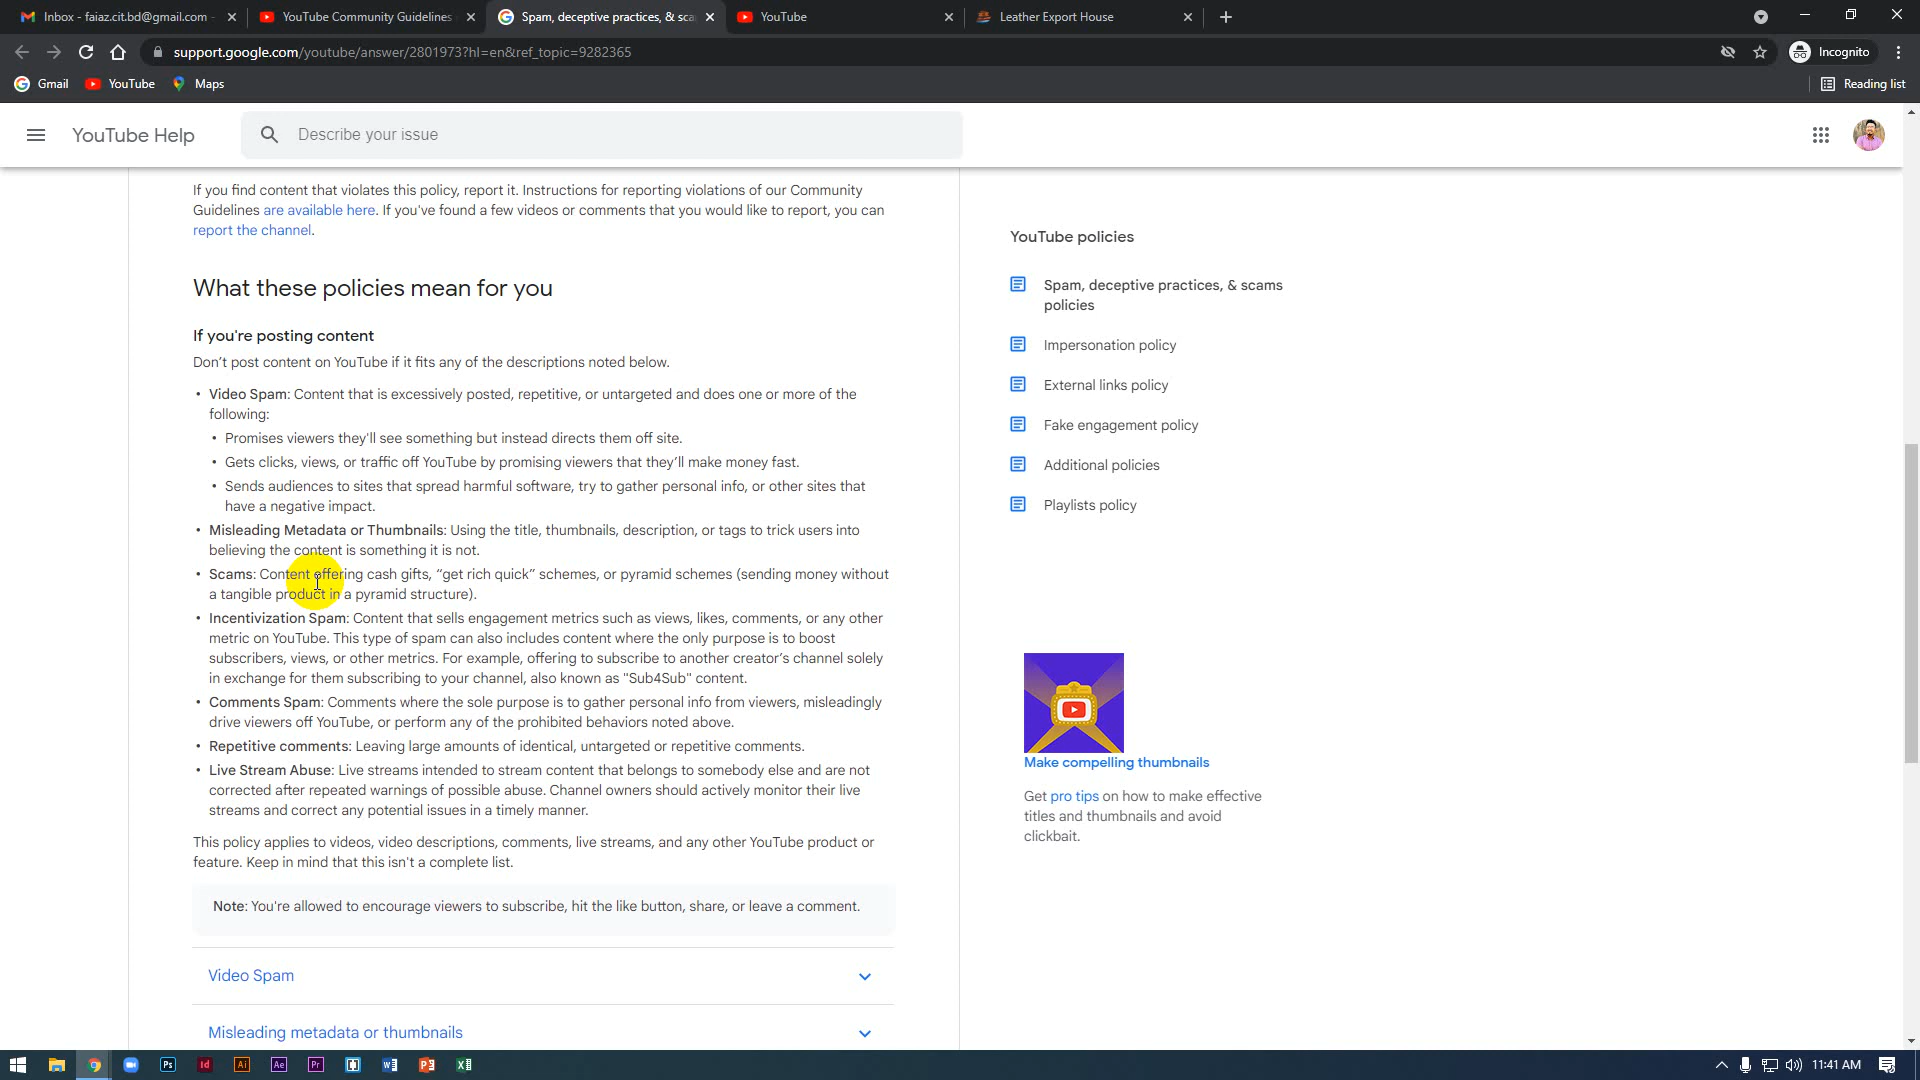 Inbox - faiaz.cit.bd@gmail.com
YouTube Community Guidelines
Spam, deceptive practices, & sca
YouTube
Leather Export House
support.google.com/youtube/answer/2801973?hl=en&ref_topic=9282365
Incognito
Gmail
YouTube
Maps
Reading list
YouTube Help
Describe your issue
If you find content that violates this policy, report it. Instructions for reporting violations of our Community
Guidelines are available here. If you've found a few videos or comments that you would like to report, you can
report the channel.
What these policies mean for you
If you're posting content
Don’t post content on YouTube if it fits any of the descriptions noted below.
• Video Spam: Content that is excessively posted, repetitive, or untargeted and does one or more of the
following:
• Promises viewers they'll see something but instead directs them off site.
• Gets clicks, views, or traffic off YouTube by promising viewers that they’ll make money fast.
• Sends audiences to sites that spread harmful software, try to gather personal info, or other sites that
have a negative impact.
• Misleading Metadata or Thumbnails: Using the title, thumbnails, description, or tags to trick users into
believing the content is something it is not.
• Scams: Content offering cash gifts, “get rich quick” schemes, or pyramid schemes (sending money without
a tangible product in a pyramid structure).
• Incentivization Spam: Content that sells engagement metrics such as views, likes, comments, or any other
metric on YouTube. This type of spam can also includes content where the only purpose is to boost
subscribers, views, or other metrics. For example, offering to subscribe to another creator’s channel solely
in exchange for them subscribing to your channel, also known as "Sub4Sub" content.
• Comments Spam: Comments where the sole purpose is to gather personal info from viewers, misleadingly
drive viewers off YouTube, or perform any of the prohibited behaviors noted above.
• Repetitive comments: Leaving large amounts of identical, untargeted or repetitive comments.
• Live Stream Abuse: Live streams intended to stream content that belongs to somebody else and are not
corrected after repeated warnings of possible abuse. Channel owners should actively monitor their live
streams and correct any potential issues in a timely manner.
This policy applies to videos, video descriptions, comments, live streams, and any other YouTube product or
feature. Keep in mind that this isn't a complete list.
Note: You're allowed to encourage viewers to subscribe, hit the like button, share, or leave a comment.
Video Spam
Misleading metadata or thumbnails
YouTube policies
Spam, deceptive practices, & scams
policies
Impersonation policy
External links policy
Fake engagement policy
Additional policies
Playlists policy
Make compelling thumbnails
Get pro tips on how to make effective
titles and thumbnails and avoid
clickbait.
Ps
Id
Ai
Ae
Pr
11:41 AM